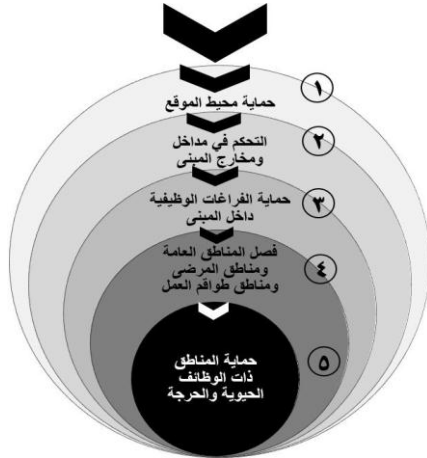 ١
حماية محيط الموقع
٢
التحكم في مداخل
ومخارج المبنى
٣
حماية الفراغات الوظيفية
داخل المبنى
٤
فصل المناطق العامة
ومناطق المرضى
ومناطق طواقم العمل
٥
حماية المناطق
ذات الوظائف
الحيوية والحرجة